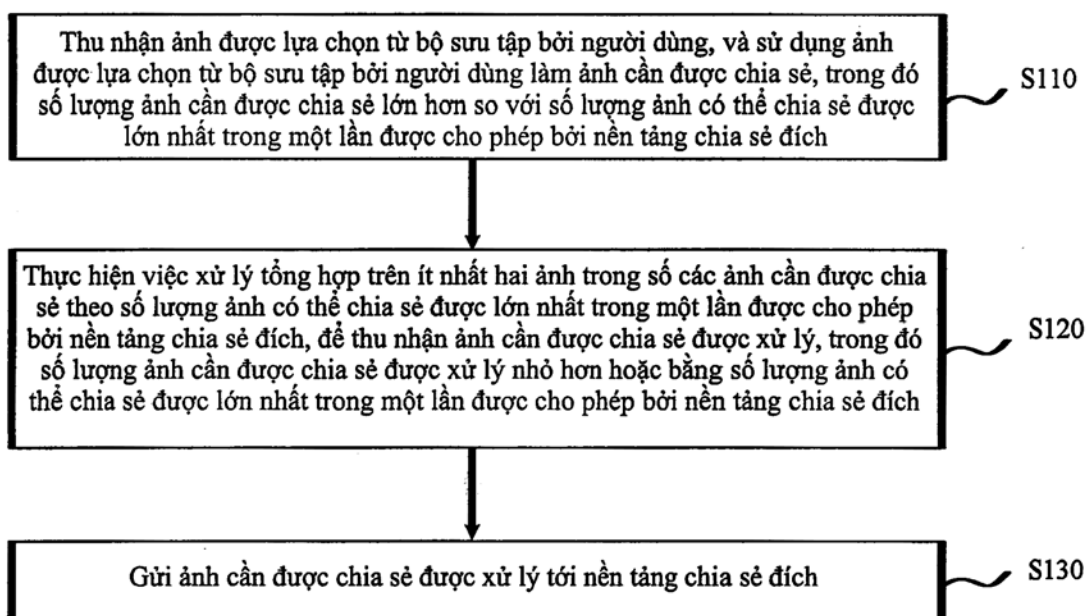 Thu nhận ảnh được lựa chọn từ bộ sưu tập bởi người dùng, và sử dụng ảnh
được lựa chọn từ bộ sưu tập bởi người dùng làm ảnh cần được chia sẻ, trong đó
số lượng ảnh cần được chia sẻ lớn hơn so với số lượng ảnh có thể chia sẻ được
lớn nhất trong một lần được cho phép bởi nền tảng chia sẻ đích
S110
Thực hiện việc xử lý tổng hợp trên ít nhất hai ảnh trong số các ảnh cần được chia
sẻ theo số lượng ảnh có thể chia sẻ được lớn nhất trong một lần được cho phép
bởi nền tảng chia sẻ đích, để thu nhận ảnh cần được chia sẻ được xử lý, trong đó
số lượng ảnh cần được chia sẻ được xử lý nhỏ hơn hoặc bằng số lượng ảnh có
thể chia sẻ được lớn nhất trong một lần được cho phép bởi nền tảng chia sẻ đích
S120
Gửi ảnh cần được chia sẻ được xử lý tới nền tảng chia sẻ đích
S130